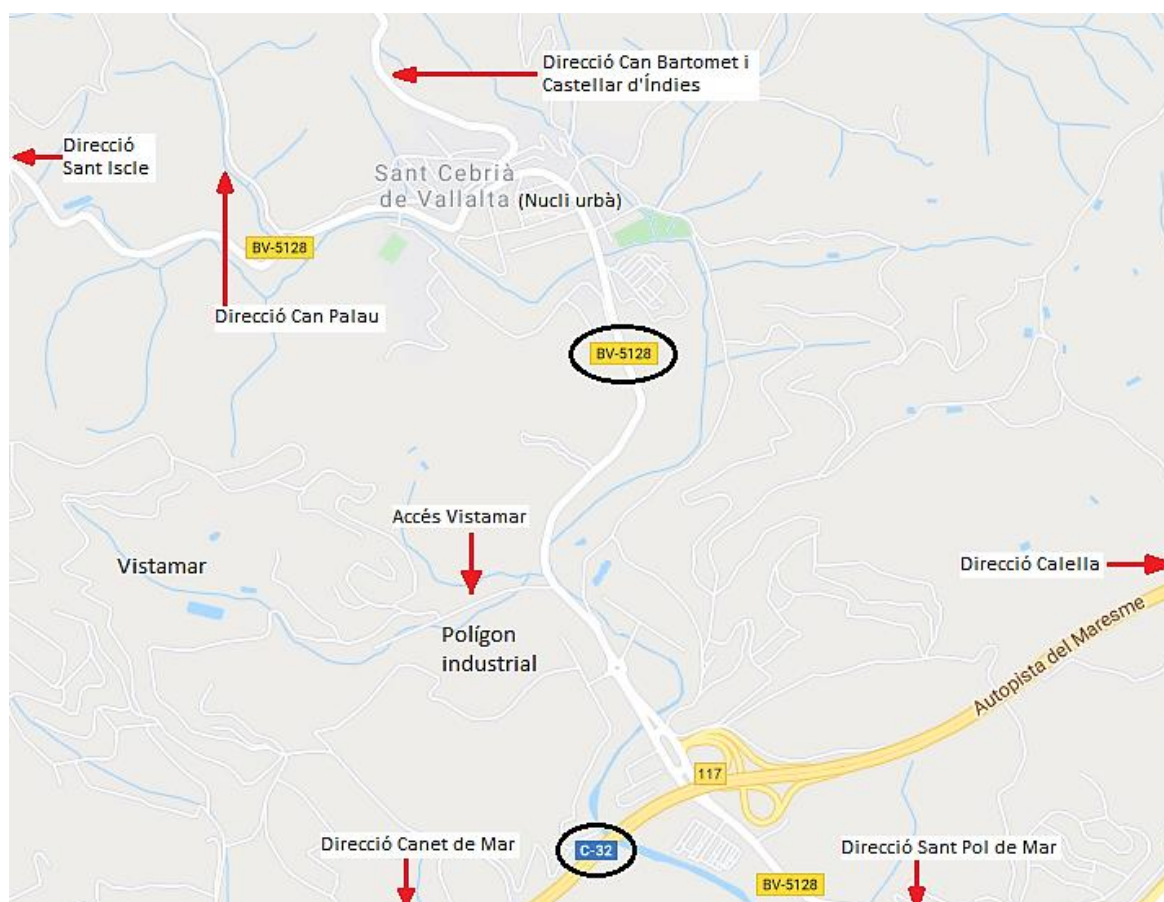 Direcció Can Bartomet i
Castellar d'Índies
Direcció
Sant Iscle
Sant Cebrià
de Vallalta (Nucli urbà)
BV-5128
Direcció Can Palau
BV-5128
Accés Vistamar
Vistamar
Direcció Calella
Polígon
industrial
Autopista del Maresme
117
Direcció Canet de Mar
C-32
Direcció Sant Pol de Mar
BV-5128